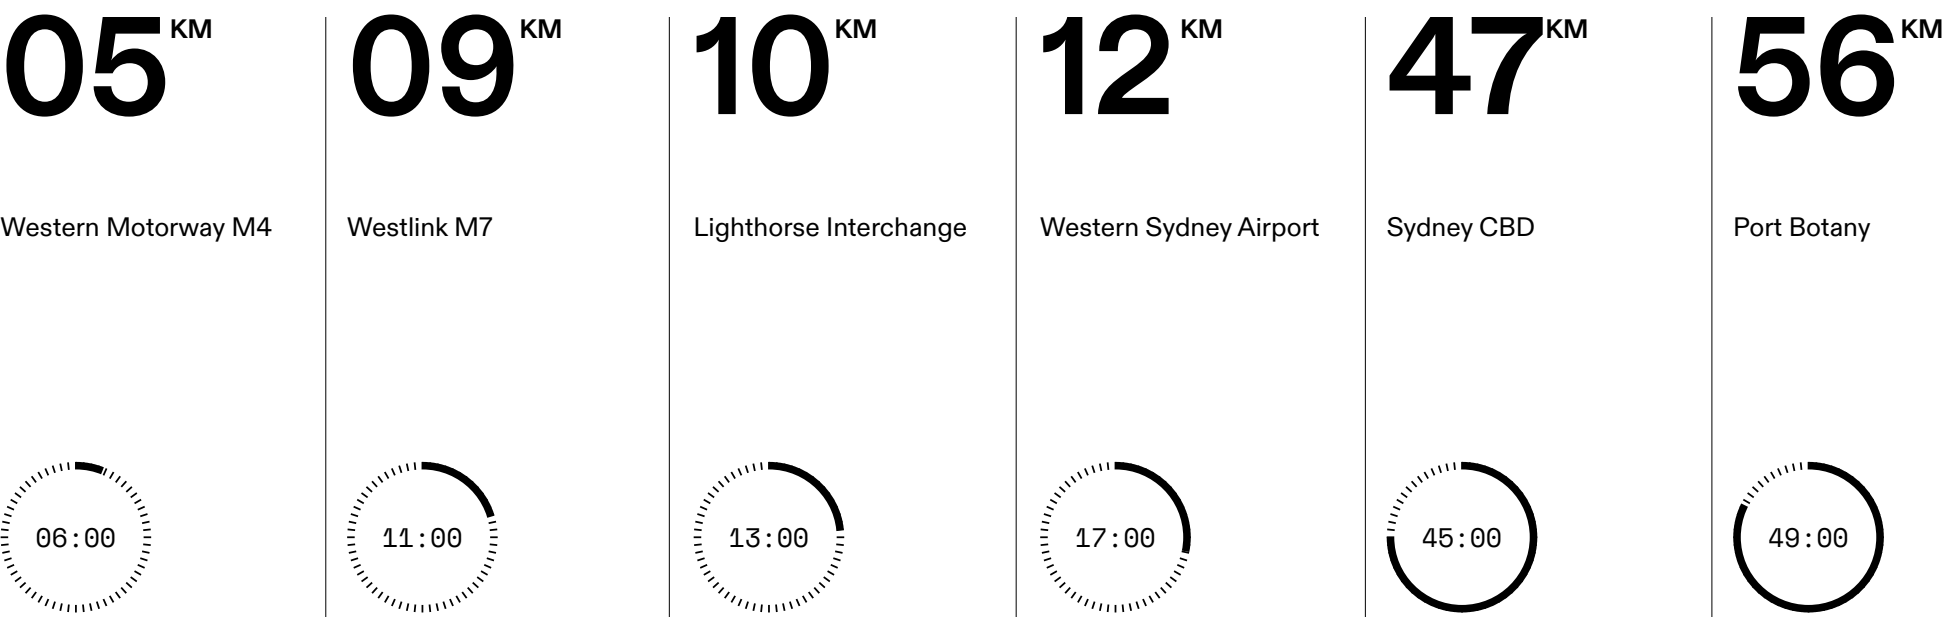 05 KM
Western Motorway M4
06:00
09 KM
Westlink M7
11:00
10 KM
Lighthorse Interchange
13:00
12 KM
Western Sydney Airport
17:00
47 KM
Sydney CBD
45:00
56 KM
Port Botany
49:00